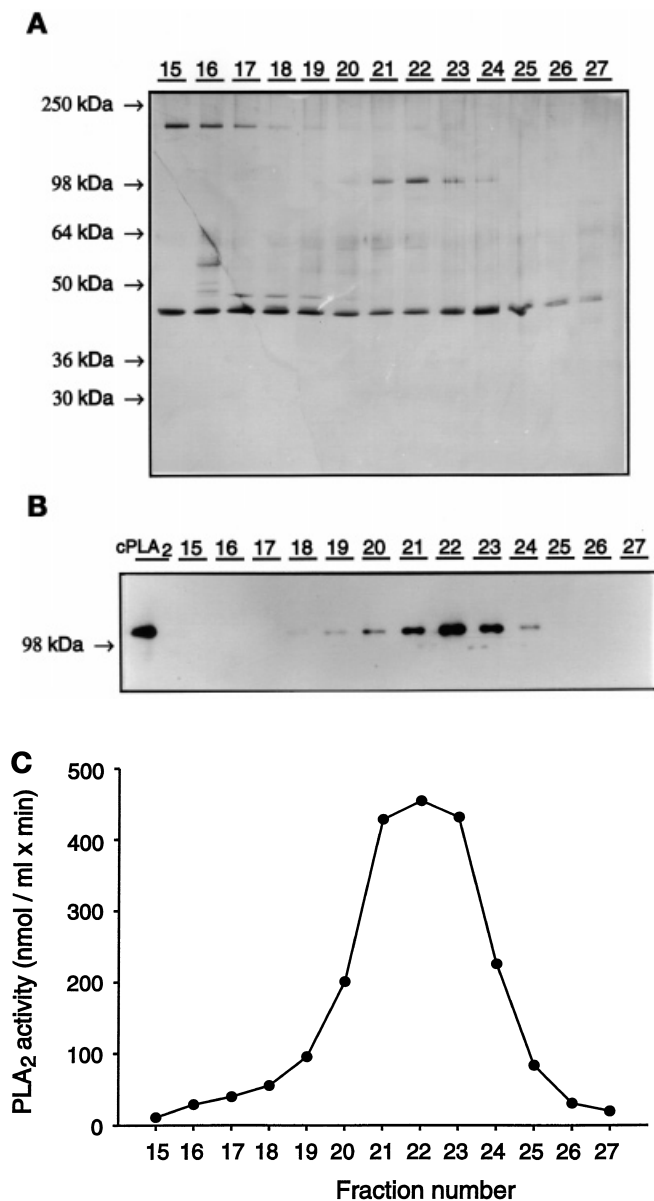 A
15 16 17 18 19 20 21 22 23 24 25 26 27
250 kDa →
98 kDa →
64 kDa →
50 kDa →
36 kDa →
30 kDa →
B
cPLA2 15 16 17 18 19 20 21 22 23 24 25 26 27
98 kDa →
C
PLA2 activity (nmol / ml x min)
500
400
300
200
100
0
15 16 17 18 19 20 21 22 23 24 25 26 27
Fraction number